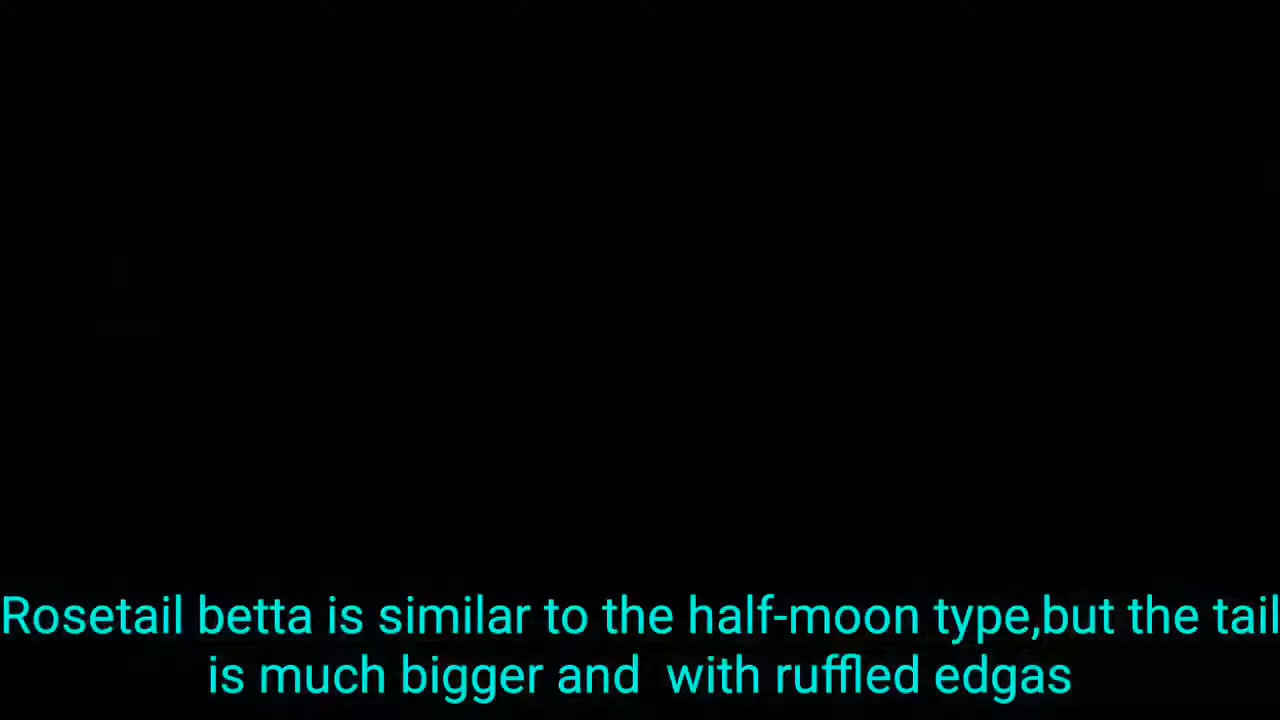 Rosetail betta is similar to the half-moon type,but the tail
is much bigger and  with ruffled edgas